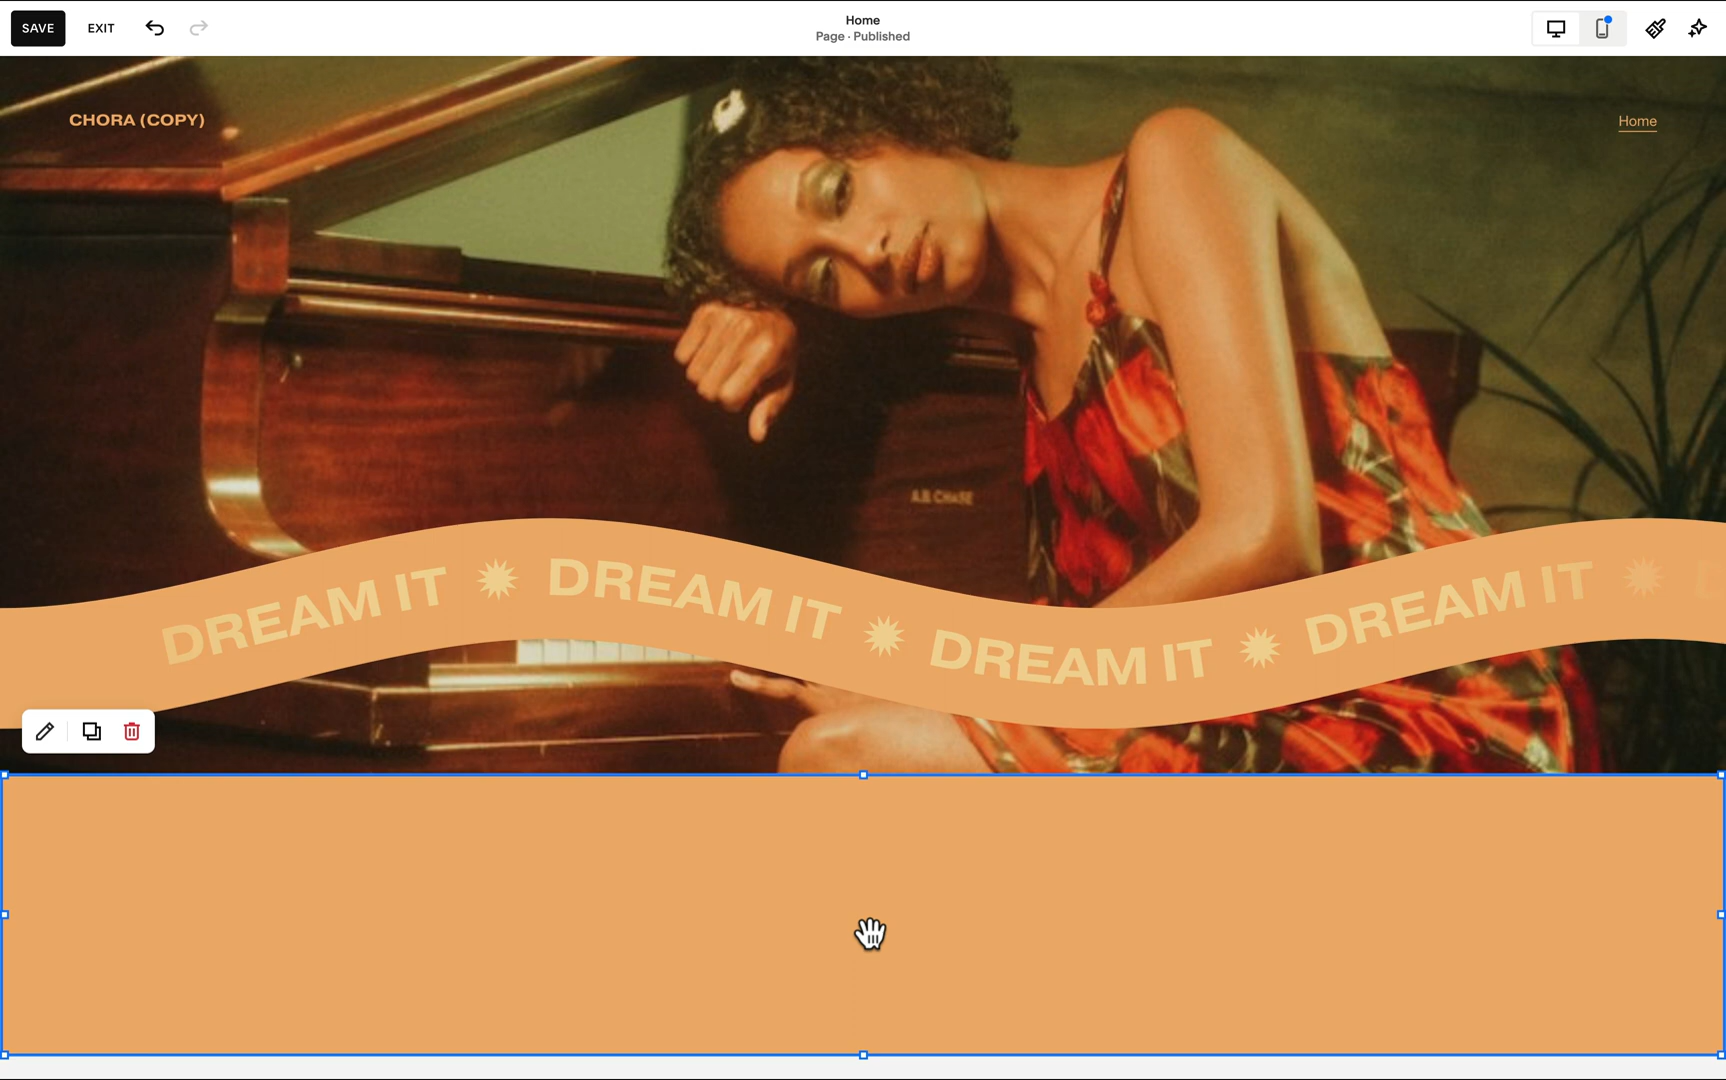 SAVE EXIT
Home
Page · Published
CHORA (COPY)
Home
A.B. CHASE
DREAM IT DREAM IT DREAM IT DREAM IT